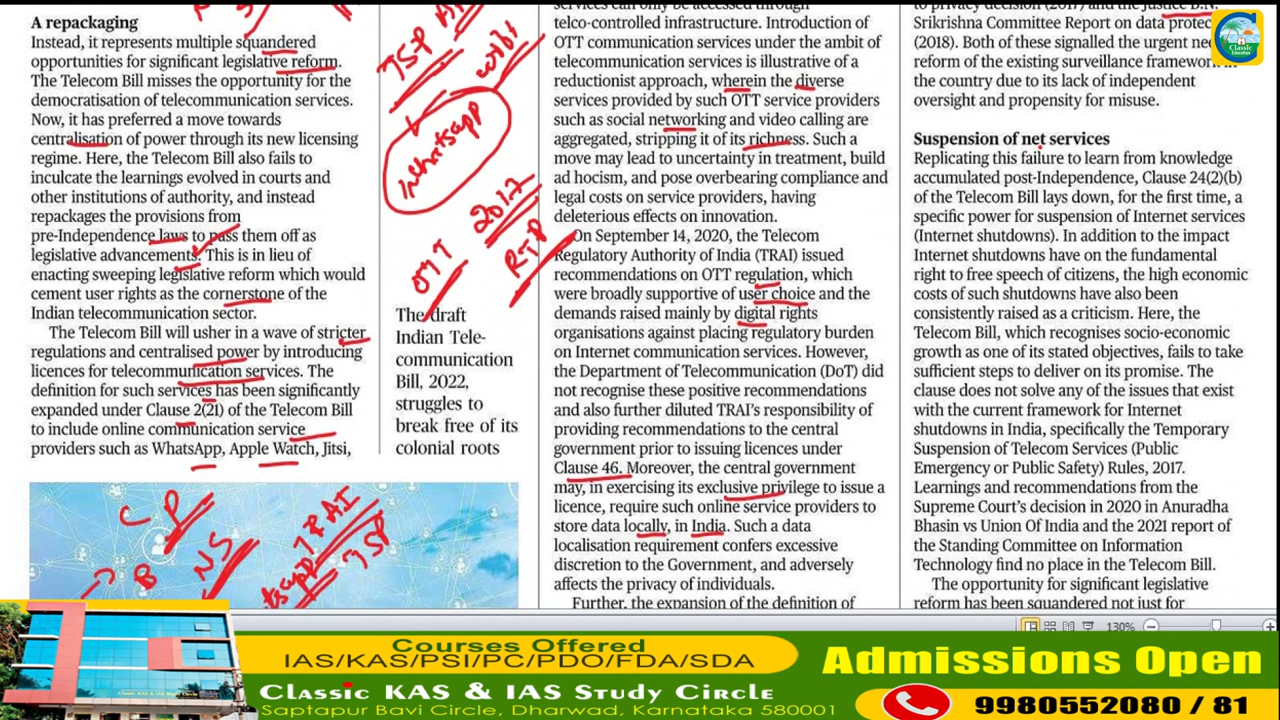 A repackaging
Instead, it represents multiple squandered
opportunities for significant legislative reform.
The Telecom Bill misses the opportunity for the
democratisation of telecommunication services.
Now, it has preferred a move towards
centralisation of power through its new licensing
regime. Here, the Telecom Bill also fails to
inculcate the learnings evolved in courts and
other institutions of authority, and instead
repackages the provisions from
pre-Independence laws to pass them off as
legislative advancements. This is in lieu of
enacting sweeping legislative reform which would
cement user rights as the cornerstone of the
Indian telecommunication sector.
The Telecom Bill will usher in a wave of stricter
regulations and centralised power by introducing
licences for telecommunication services. The
definition for such services has been significantly
expanded under Clause 2(21) of the Telecom Bill
to include online communication service
providers such as WhatsApp, Apple Watch, Jitsi,
TSP AI
WhatsApp
OTT 2017
RTP
The draft
Indian Tele-
communication
Bill, 2022,
struggles to
break free of its
colonial roots
services can only be accessed through
telco-controlled infrastructure. Introduction of
OTT communication services under the ambit of
telecommunication services is illustrative of a
reductionist approach, wherein the diverse
services provided by such OTT service providers
such as social networking and video calling are
aggregated, stripping it of its richness. Such a
move may lead to uncertainty in treatment, build
ad hocism, and pose overbearing compliance and
legal costs on service providers, having
deleterious effects on innovation.
On September 14, 2020, the Telecom
Regulatory Authority of India (TRAI) issued
recommendations on OTT regulation, which
were broadly supportive of user choice and the
demands raised mainly by digital rights
organisations against placing regulatory burden
on Internet communication services. However,
the Department of Telecommunication (DoT) did
not recognise these positive recommendations
and also further diluted TRAI's responsibility of
providing recommendations to the central
government prior to issuing licences under
Clause 46. Moreover, the central government
may, in exercising its exclusive privilege to issue a
licence, require such online service providers to
store data locally, in India. Such a data
localisation requirement confers excessive
discretion to the Government, and adversely
affects the privacy of individuals.
Further, the expansion of the definition of
to privacy decision (2017) and the Justice B.N.
Srikrishna Committee Report on data protec
(2018). Both of these signalled the urgent nee
reform of the existing surveillance framework
the country due to its lack of independent
oversight and propensity for misuse.
Suspension of net services
Replicating this failure to learn from knowledge
accumulated post-Independence, Clause 24(2)(b)
of the Telecom Bill lays down, for the first time, a
specific power for suspension of Internet services
(Internet shutdowns). In addition to the impact
Internet shutdowns have on the fundamental
right to free speech of citizens, the high economic
costs of such shutdowns have also been
consistently raised as a criticism. Here, the
Telecom Bill, which recognises socio-economic
growth as one of its stated objectives, fails to take
sufficient steps to deliver on its promise. The
clause does not solve any of the issues that exist
with the current framework for Internet
shutdowns in India, specifically the Temporary
Suspension of Telecom Services (Public
Emergency or Public Safety) Rules, 2017.
Learnings and recommendations from the
Supreme Court's decision in 2020 in Anuradha
Bhasin vs Union Of India and the 2021 report of
the Standing Committee on Information
Technology find no place in the Telecom Bill.
The opportunity for significant legislative
reform has been squandered not just for
Classic
Education
C P
B NS
TP AI
TSP
130%
Courses Offered
IAS/KAS/PSI/PC/PDO/FDA/SDA
Classic KAS & IAS Study Circle
Saptapur Bavi Circle, Dharwad, Karnataka 580001
Admissions Open
9980552080 / 81